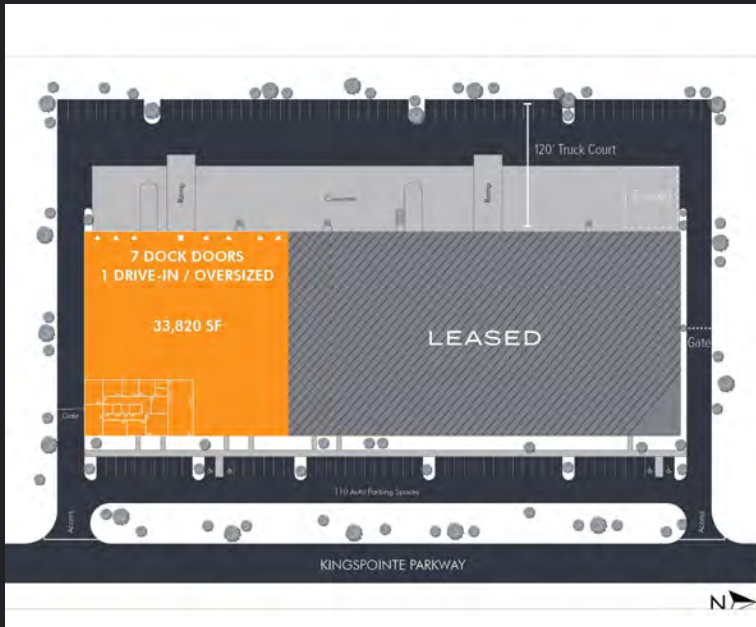 120' Truck Court
Ramp
Concrete
Ramp
7 DOCK DOORS
1 DRIVE-IN / OVERSIZED
33,820 SF
LEASED
Gate
Gate
110 Auto Parking Spaces
Access
Access
KINGSPOINTE PARKWAY
N